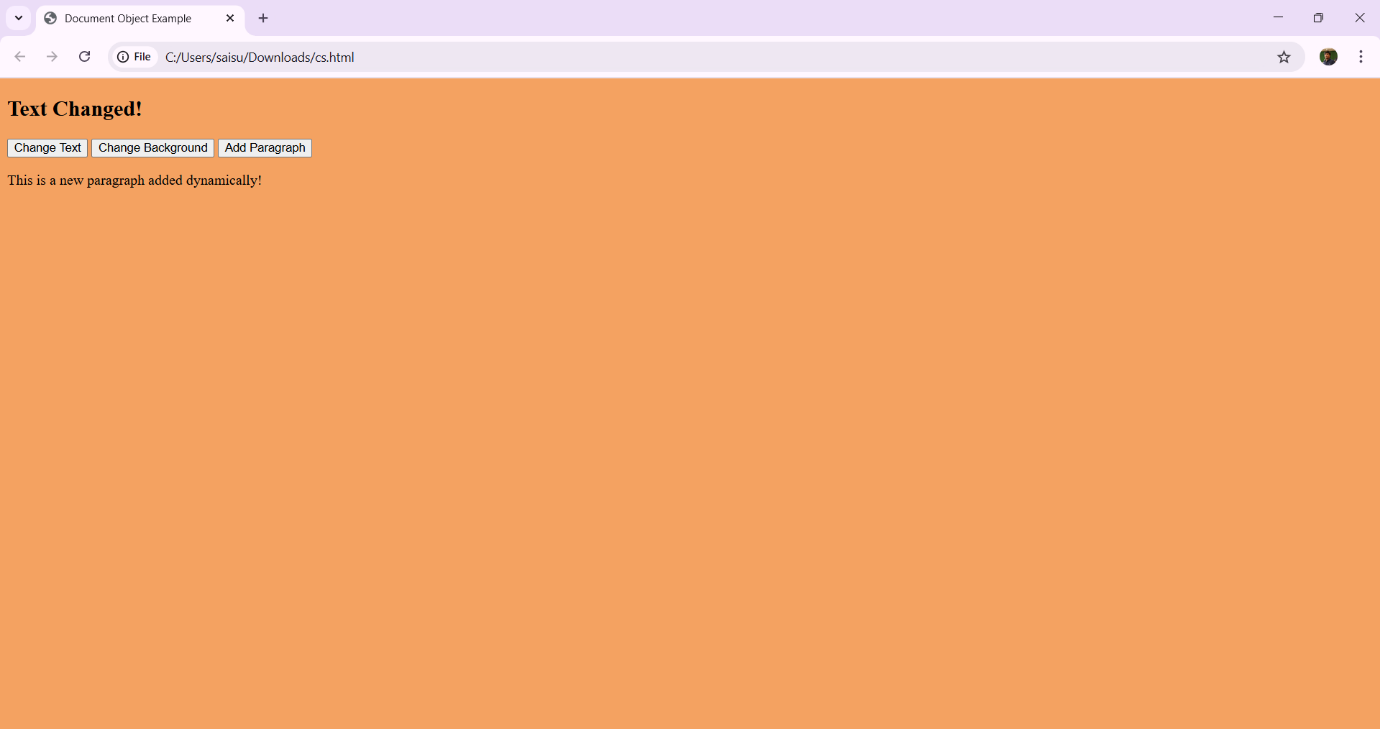 Document Object Example
File C:/Users/saisu/Downloads/cs.html
Text Changed!
Change Text Change Background Add Paragraph
This is a new paragraph added dynamically!